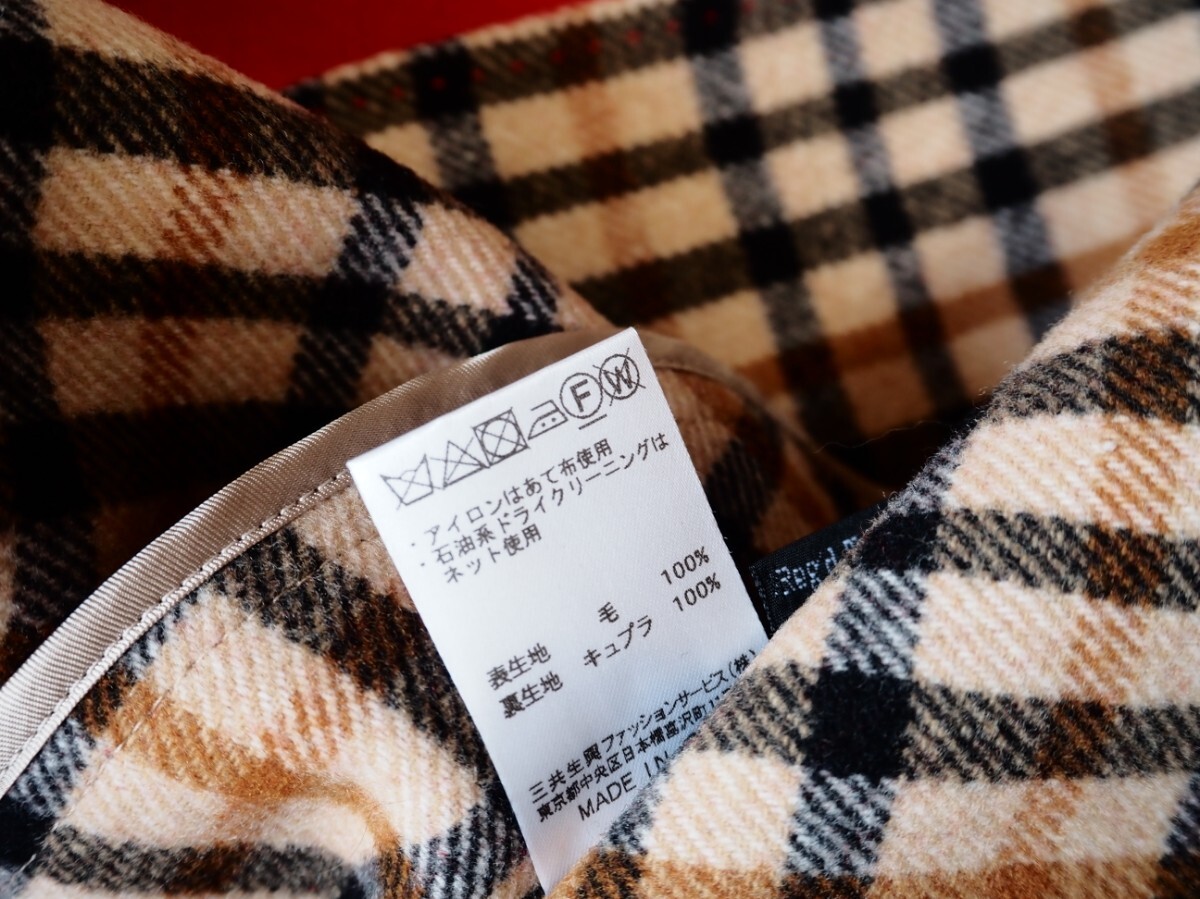 F W
・アイロンはあて布使用
・石油系ドライクリーニングは
ネット使用
表生地 毛 100%
裏生地 キュプラ 100%
三共生興ファッションサービス(株)
東京都中央区日本橋富沢町
MADE IN